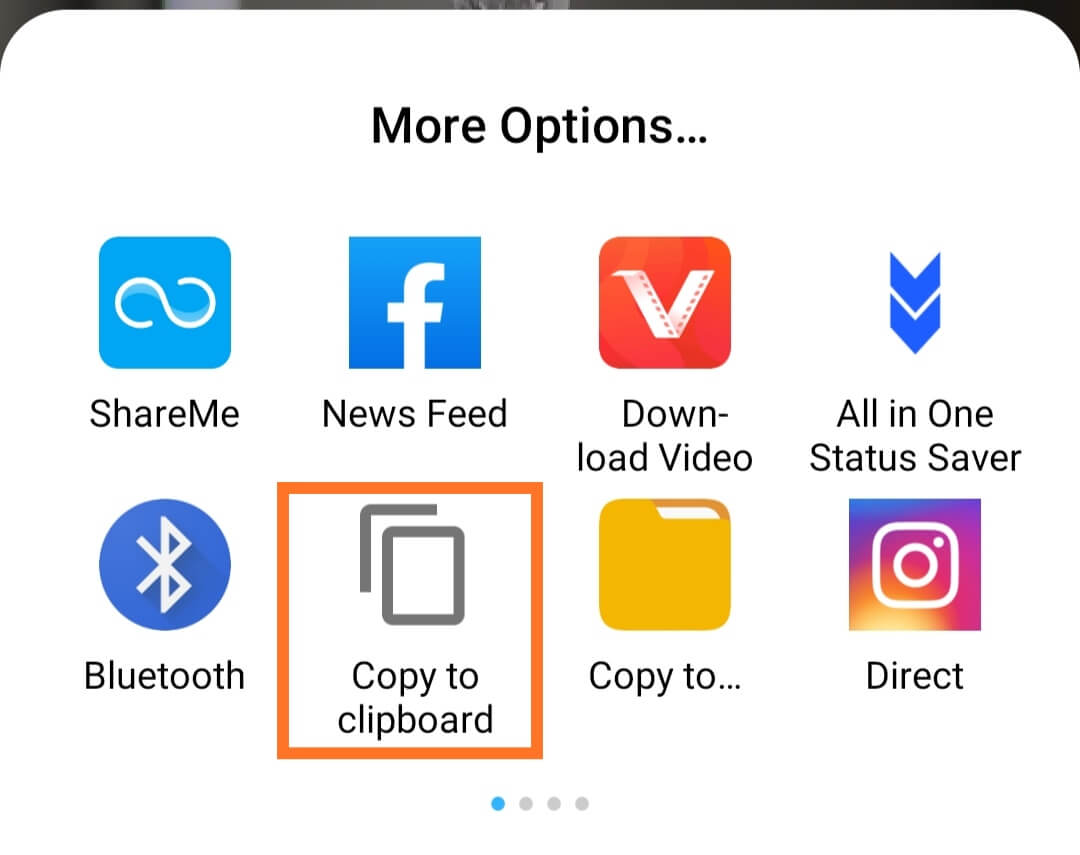 More Options...
ShareMe
News Feed
Down-
load Video
All in One
Status Saver
Bluetooth
Copy to
clipboard
Copy to...
Direct